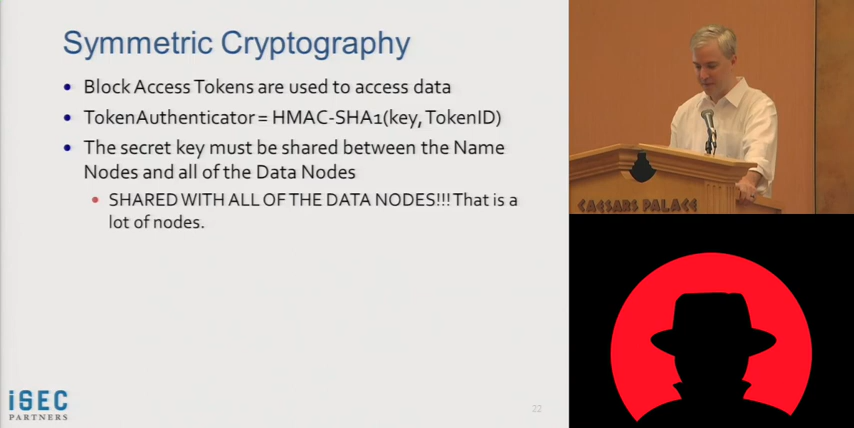 Symmetric Cryptography
• Block Access Tokens are used to access data
• TokenAuthenticator = HMAC-SHA1(key, TokenID)
• The secret key must be shared between the Name
Nodes and all of the Data Nodes
• SHARED WITH ALL OF THE DATA NODES!!! That is a
lot of nodes.
iSEC
PARTNERS
22
CAESARS PALACE